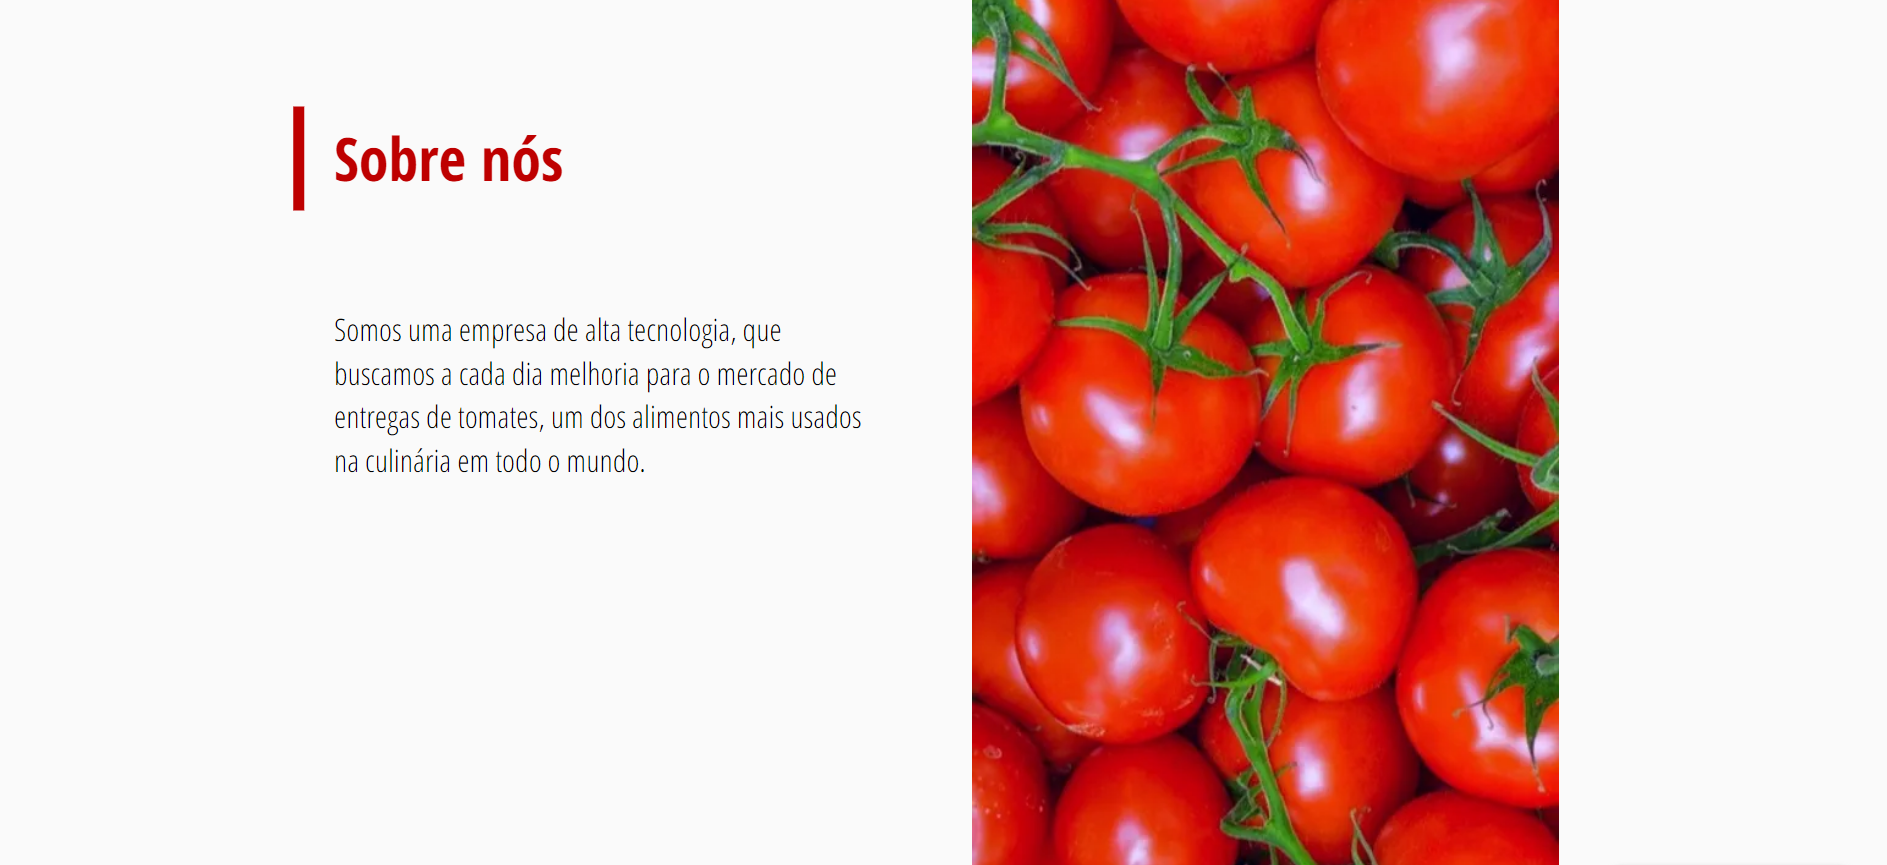 Sobre nós
Somos uma empresa de alta tecnologia, que
buscamos a cada dia melhoria para o mercado de
entregas de tomates, um dos alimentos mais usados
na culinária em todo o mundo.